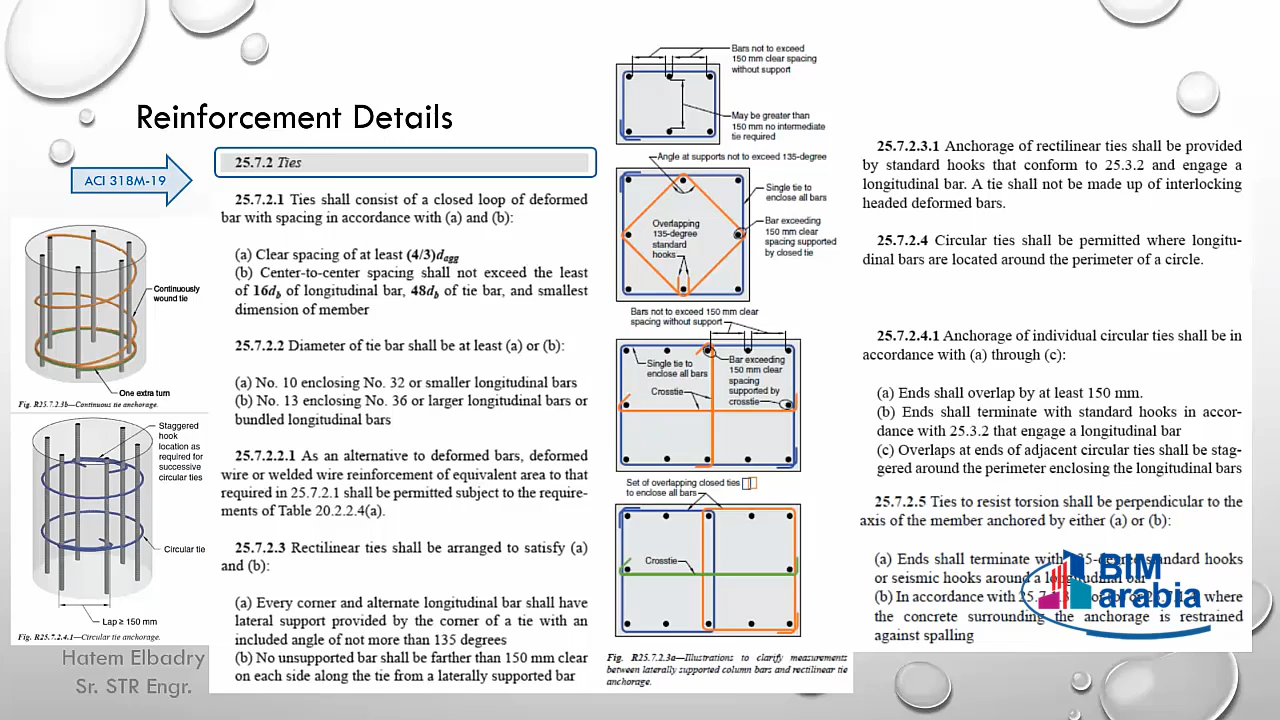 Reinforcement Details
ACI 318M-19
25.7.2 Ties
25.7.2.1 Ties shall consist of a closed loop of deformed
bar with spacing in accordance with (a) and (b):
(a) Clear spacing of at least (4/3)dagg
(b) Center-to-center spacing shall not exceed the least
of 16db of longitudinal bar, 48db of tie bar, and smallest
dimension of member
25.7.2.2 Diameter of tie bar shall be at least (a) or (b):
(a) No. 10 enclosing No. 32 or smaller longitudinal bars
(b) No. 13 enclosing No. 36 or larger longitudinal bars or
bundled longitudinal bars
25.7.2.2.1 As an alternative to deformed bars, deformed
wire or welded wire reinforcement of equivalent area to that
required in 25.7.2.1 shall be permitted subject to the require-
ments of Table 20.2.2.4(a).
25.7.2.3 Rectilinear ties shall be arranged to satisfy (a)
and (b):
(a) Every corner and alternate longitudinal bar shall have
lateral support provided by the corner of a tie with an
included angle of not more than 135 degrees
(b) No unsupported bar shall be farther than 150 mm clear
on each side along the tie from a laterally supported bar
Continuously
wound tie
One extra turn
Fig. R25.7.2.3b—Continuous tie anchorage.
Staggered
hook
location as
required for
successive
circular ties
Circular tie
Lap ≥ 150 mm
Fig. R25.7.2.4.1—Circular tie anchorage.
Hatem Elbadry
Sr. STR Engr.
Bars not to exceed
150 mm clear spacing
without support
May be greater than
150 mm no intermediate
tie required
Angle at supports not to exceed 135-degree
Single tie to
enclose all bars
Overlapping
135-degree
standard
hooks
Bar exceeding
150 mm clear
spacing supported
by closed tie
Bars not to exceed 150 mm clear
spacing without support
Single tie to
enclose all bars
Crosstie
Bar exceeding
150 mm clear
spacing
supported by
crosstie
Set of overlapping closed ties
to enclose all bars
Crosstie
Fig. R25.7.2.3a—Illustrations to clarify measurements
between laterally supported column bars and rectilinear tie
anchorage.
25.7.2.3.1 Anchorage of rectilinear ties shall be provided
by standard hooks that conform to 25.3.2 and engage a
longitudinal bar. A tie shall not be made up of interlocking
headed deformed bars.
25.7.2.4 Circular ties shall be permitted where longitu-
dinal bars are located around the perimeter of a circle.
25.7.2.4.1 Anchorage of individual circular ties shall be in
accordance with (a) through (c):
(a) Ends shall overlap by at least 150 mm.
(b) Ends shall terminate with standard hooks in accor-
dance with 25.3.2 that engage a longitudinal bar
(c) Overlaps at ends of adjacent circular ties shall be stag-
gered around the perimeter enclosing the longitudinal bars
25.7.2.5 Ties to resist torsion shall be perpendicular to the
axis of the member anchored by either (a) or (b):
(a) Ends shall terminate with 135-degree standard hooks
or seismic hooks around a longitudinal bar
(b) In accordance with where
the concrete surrounding the anchorage is restrained
against spalling
BIM
arabia